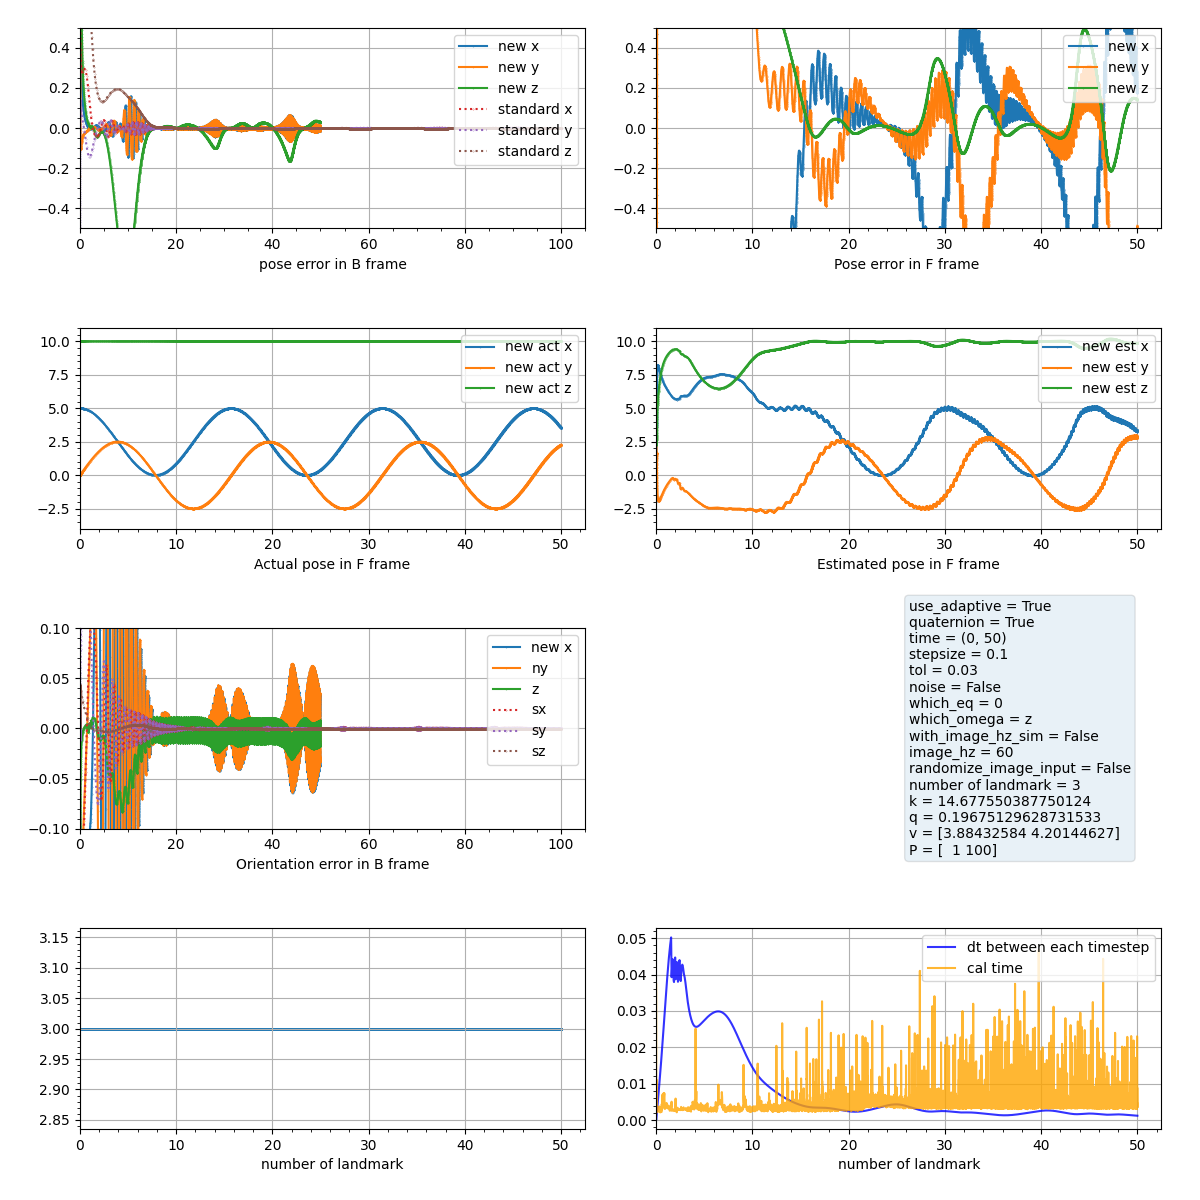 0.4
0.2
0.0
−0.2
−0.4
new x
new y
new z
standard x
standard y
standard z
0 20 40 60 80 100
pose error in B frame
0.4
0.2
0.0
−0.2
−0.4
new x
new y
new z
0 10 20 30 40 50
Pose error in F frame
10.0
7.5
5.0
2.5
0.0
−2.5
new act x
new act y
new act z
0 10 20 30 40 50
Actual pose in F frame
10.0
7.5
5.0
2.5
0.0
−2.5
new est x
new est y
new est z
0 10 20 30 40 50
Estimated pose in F frame
0.10
0.05
0.00
−0.05
−0.10
new x
ny
z
sx
sy
sz
0 20 40 60 80 100
Orientation error in B frame
use_adaptive = True
quaternion = True
time = (0, 50)
stepsize = 0.1
tol = 0.03
noise = False
which_eq = 0
which_omega = z
with_image_hz_sim = False
image_hz = 60
randomize_image_input = False
number of landmark = 3
k = 14.677550387750124
q = 0.19675129628731533
v = [3.88432584 4.20144627]
P = [  1 100]
3.15
3.10
3.05
3.00
2.95
2.90
2.85
0 10 20 30 40 50
number of landmark
0.05
0.04
0.03
0.02
0.01
0.00
dt between each timestep
cal time
0 10 20 30 40 50
number of landmark